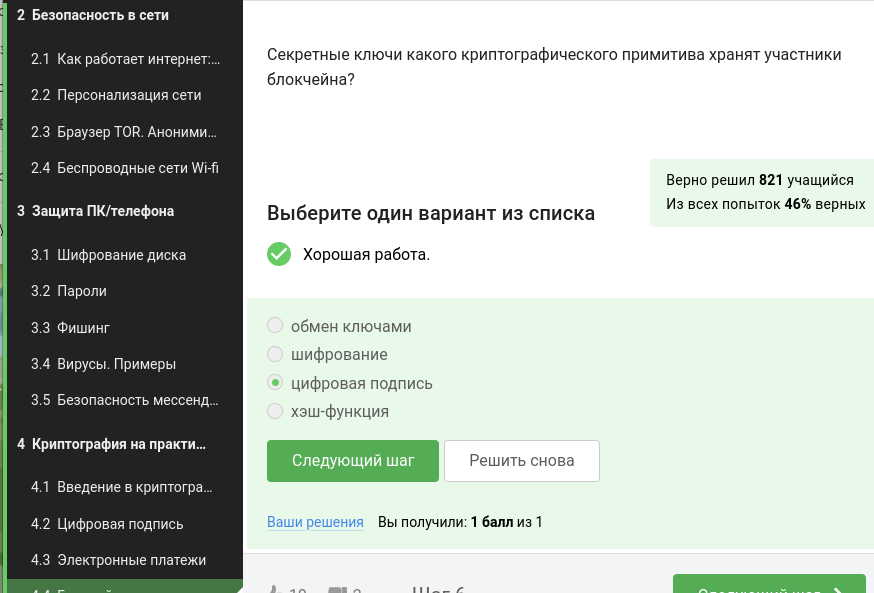 2 Безопасность в сети
2.1 Как работает интернет:...
2.2 Персонализация сети
2.3 Браузер TOR. Аноними...
2.4 Беспроводные сети Wi-fi
3 Защита ПК/телефона
3.1 Шифрование диска
3.2 Пароли
3.3 Фишинг
3.4 Вирусы. Примеры
3.5 Безопасность мессенд...
4 Криптография на практи...
4.1 Введение в криптогра...
4.2 Цифровая подпись
4.3 Электронные платежи
Секретные ключи какого криптографического примитива хранят участники
блокчейна?
Верно решил 821 учащийся
Из всех попыток 46% верных
Выберите один вариант из списка
Хорошая работа.
обмен ключами
шифрование
цифровая подпись
хэш-функция
Следующий шаг
Решить снова
Ваши решения Вы получили: 1 балл из 1
Шаг 6
Следующий шаг